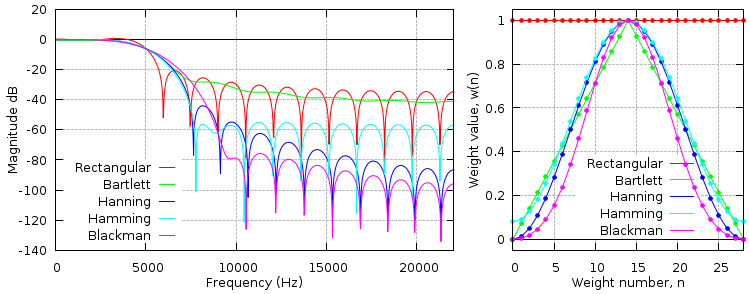 20
0
-20
-40
-60
-80
-100
-120
-140
Magnitude dB
Rectangular
Bartlett
Hanning
Hamming
Blackman
0 5000 10000 15000 20000
Frequency (Hz)
1
0.8
0.6
0.4
0.2
0
Weight value, w(n)
Rectangular
Bartlett
Hanning
Hamming
Blackman
0 5 10 15 20 25
Weight number, n